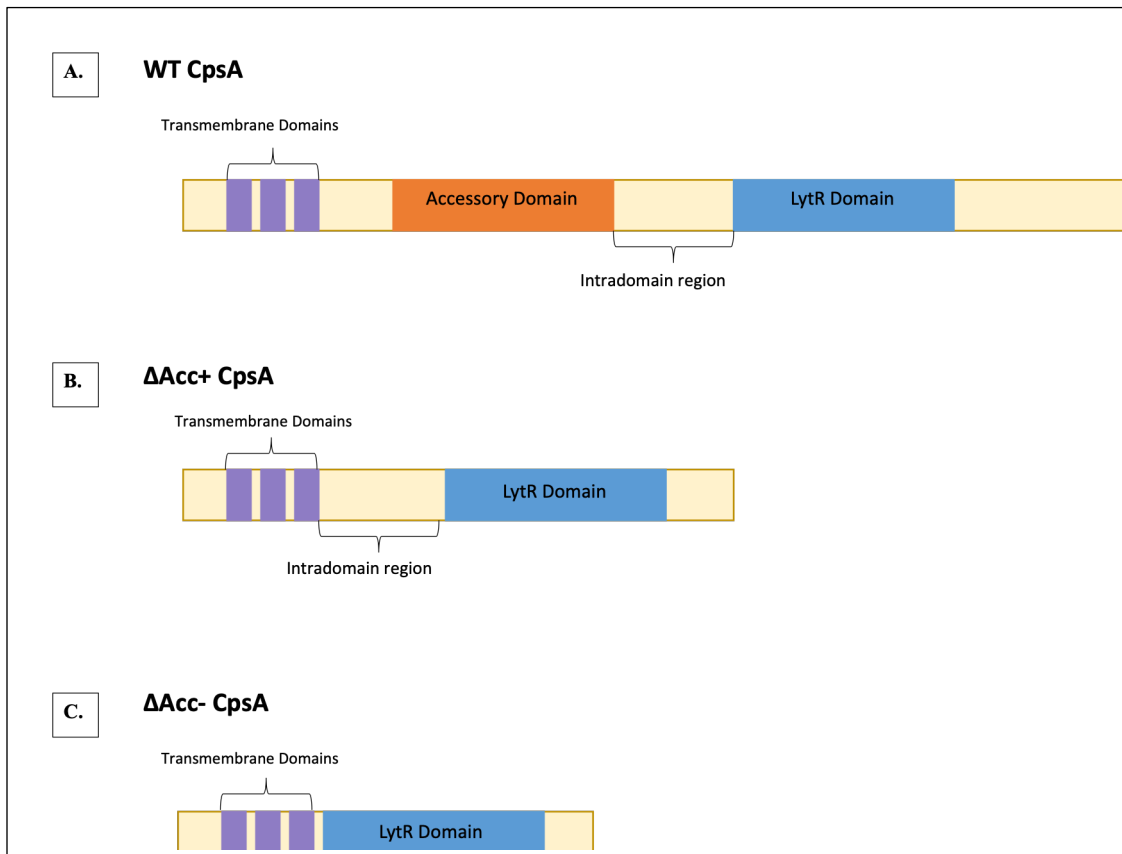 A.
WT CpsA
Transmembrane Domains
Accessory Domain
LytR Domain
Intradomain region
B.
ΔAcc+ CpsA
Transmembrane Domains
LytR Domain
Intradomain region
C.
ΔAcc- CpsA
Transmembrane Domains
LytR Domain